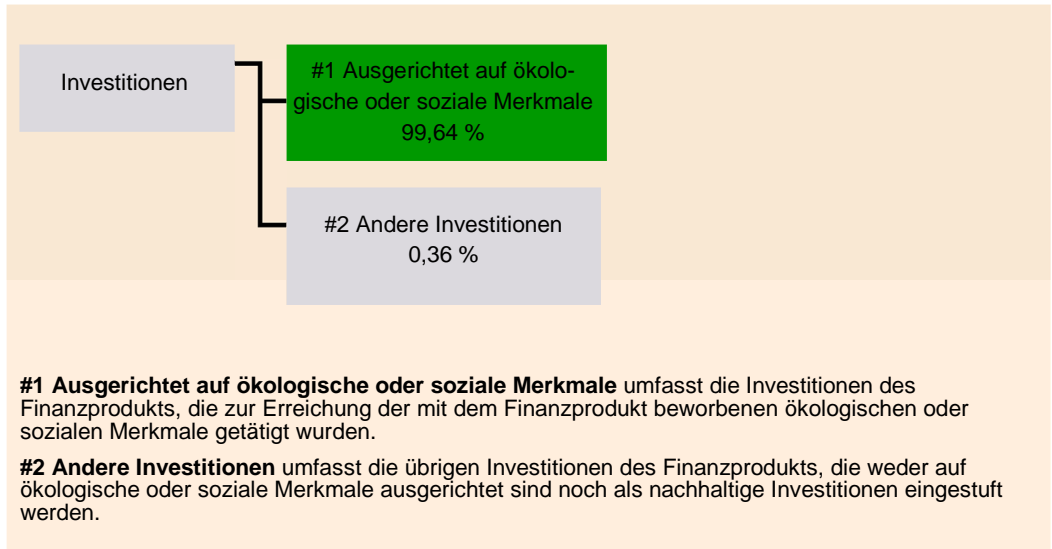 Investitionen
#1 Ausgerichtet auf ökolo-
gische oder soziale Merkmale
99,64 %
#2 Andere Investitionen
0,36 %
#1 Ausgerichtet auf ökologische oder soziale Merkmale umfasst die Investitionen des
Finanzprodukts, die zur Erreichung der mit dem Finanzprodukt beworbenen ökologischen oder
sozialen Merkmale getätigt wurden.
#2 Andere Investitionen umfasst die übrigen Investitionen des Finanzprodukts, die weder auf
ökologische oder soziale Merkmale ausgerichtet sind noch als nachhaltige Investitionen eingestuft
werden.